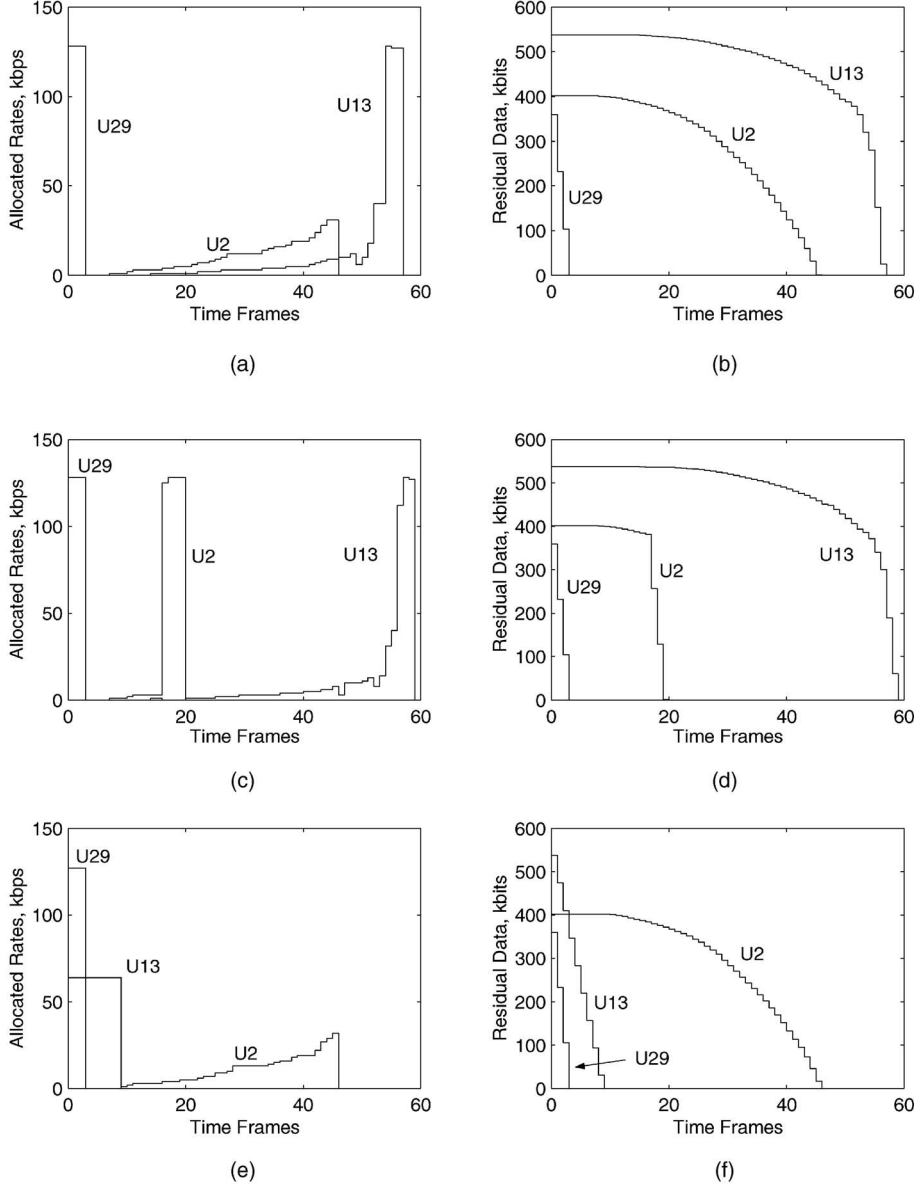 150
100
50
0
Allocated Rates, kbps
U29
U2
U13
0 20 40 60
Time Frames
(a)
600
500
400
300
200
100
0
Residual Data, kbits
U13
U2
U29
0 20 40 60
Time Frames
(b)
150
100
50
0
Allocated Rates, kbps
U29
U2
U13
0 20 40 60
Time Frames
(c)
600
500
400
300
200
100
0
Residual Data, kbits
U29
U2
U13
0 20 40 60
Time Frames
(d)
150
100
50
0
Allocated Rates, kbps
U29
U13
U2
0 20 40 60
Time Frames
(e)
600
500
400
300
200
100
0
Residual Data, kbits
U2
U13
U29
0 20 40 60
Time Frames
(f)